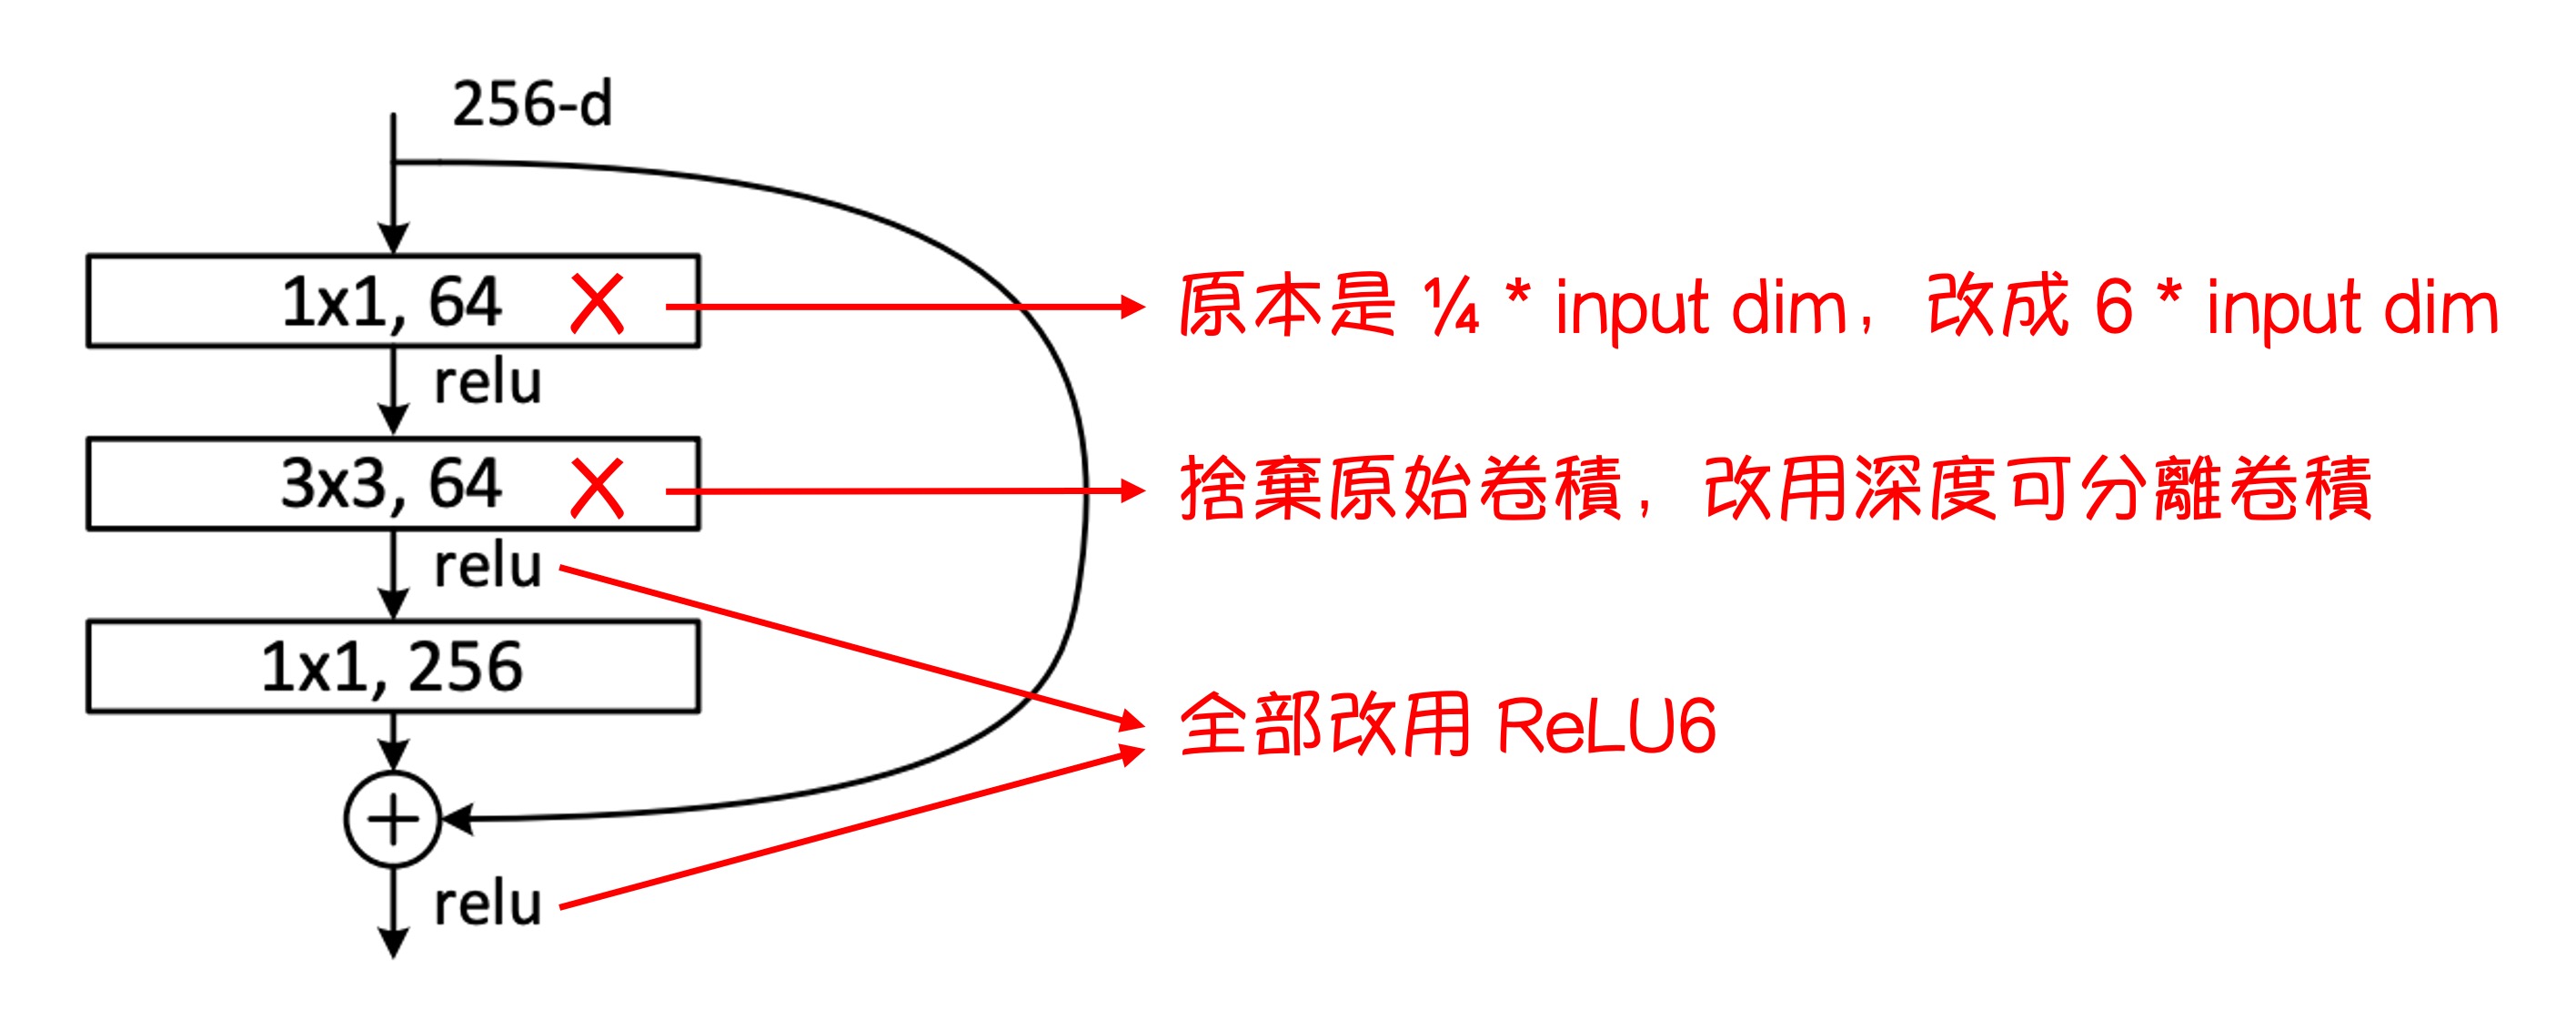 256-d
1x1, 64
原本是 ¼ * input dim，改成 6 * input dim
relu
3x3, 64
捨棄原始卷積，改用深度可分離卷積
relu
1x1, 256
全部改用 ReLU6
relu